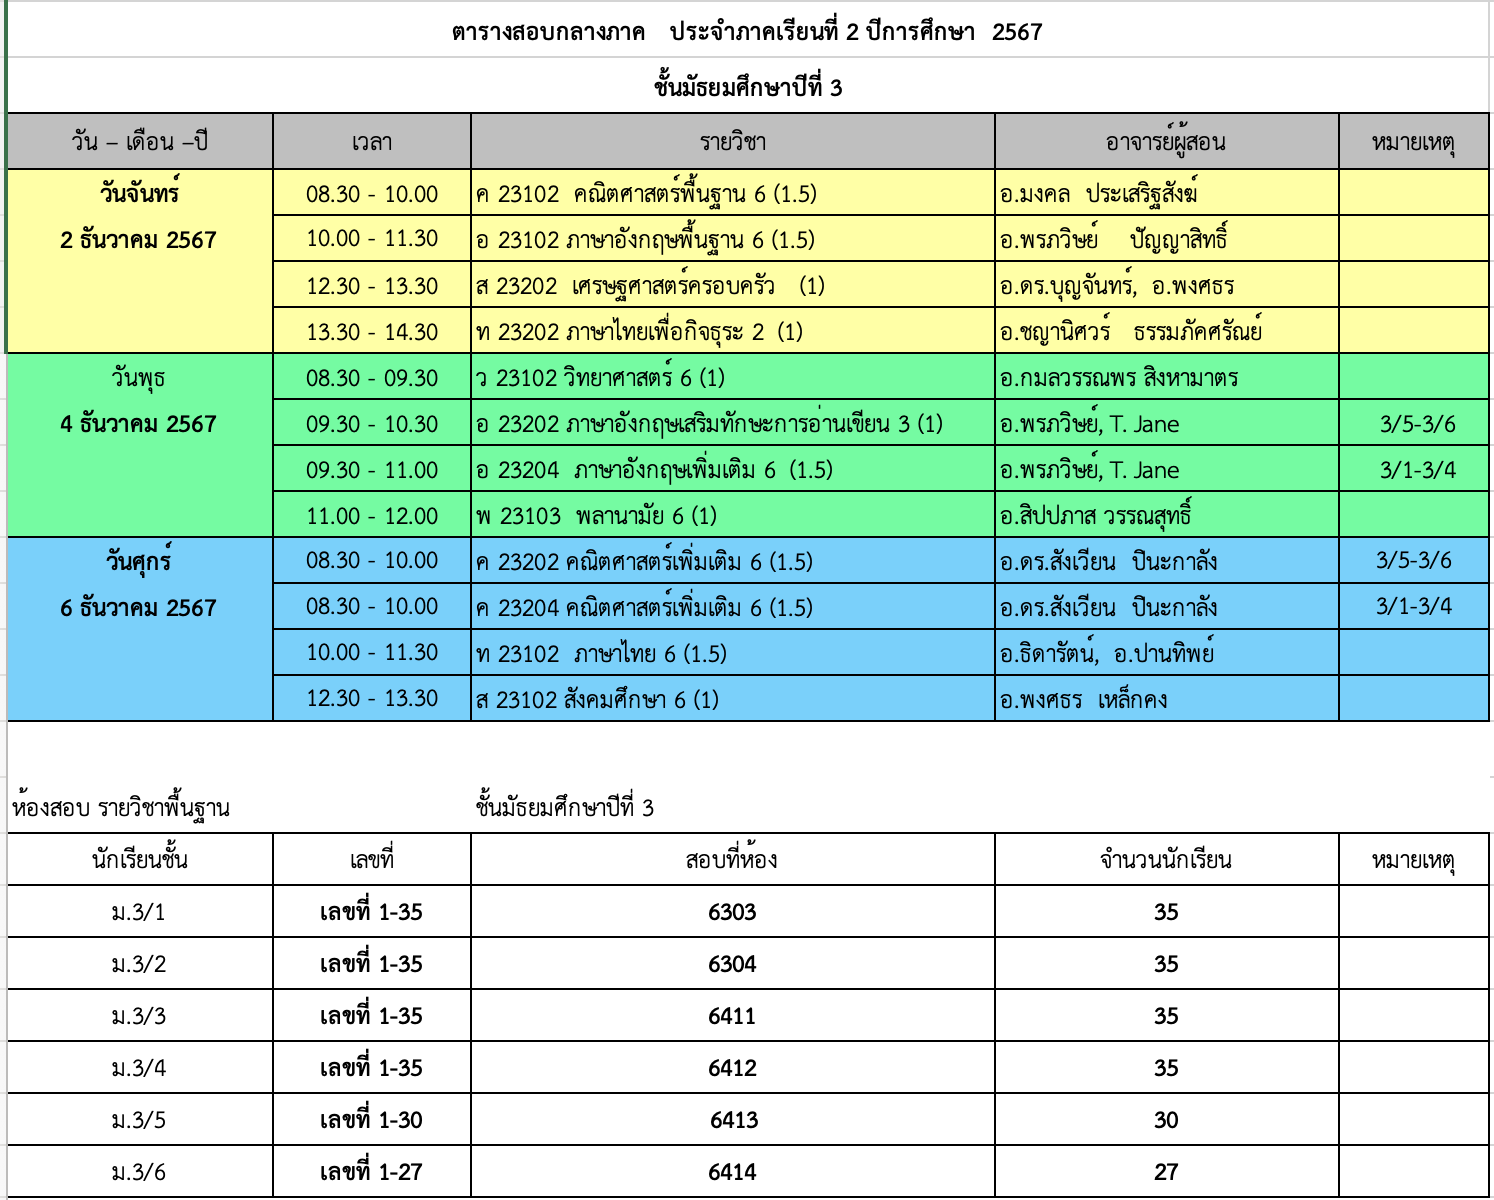 ตารางสอบกลางภาค ประจำภาคเรียนที่ 2 ปีการศึกษา 2567
ชั้นมัธยมศึกษาปีที่ 3
วัน – เดือน –ปี เวลา รายวิชา อาจารย์ผู้สอน หมายเหตุ
วันจันทร์ 08.30 - 10.00 ค 23102 คณิตศาสตร์พื้นฐาน 6 (1.5) อ.มงคล ประเสริฐสังฆ์
2 ธันวาคม 2567 10.00 - 11.30 อ 23102 ภาษาอังกฤษพื้นฐาน 6 (1.5) อ.พรภวิษย์ ปัญญาสิทธิ์
12.30 - 13.30 ส 23202 เศรษฐศาสตร์ครอบครัว (1) อ.ดร.บุญจันทร์, อ.พงศธร
13.30 - 14.30 ท 23202 ภาษาไทยเพื่อกิจธุระ 2 (1) อ.ชญานิศวร์ ธรรมภัคศรัณย์
วันพุธ 08.30 - 09.30 ว 23102 วิทยาศาสตร์ 6 (1) อ.กมลวรรณพร สิงหามาตร
4 ธันวาคม 2567 09.30 - 10.30 อ 23202 ภาษาอังกฤษเสริมทักษะการอ่านเขียน 3 (1) อ.พรภวิษย์, T. Jane 3/5-3/6
09.30 - 11.00 อ 23204 ภาษาอังกฤษเพิ่มเติม 6 (1.5) อ.พรภวิษย์, T. Jane 3/1-3/4
11.00 - 12.00 พ 23103 พลานามัย 6 (1) อ.สิปปภาส วรรณสุทธิ์
วันศุกร์ 08.30 - 10.00 ค 23202 คณิตศาสตร์เพิ่มเติม 6 (1.5) อ.ดร.สังเวียน ปินะกาลัง 3/5-3/6
6 ธันวาคม 2567 08.30 - 10.00 ค 23204 คณิตศาสตร์เพิ่มเติม 6 (1.5) อ.ดร.สังเวียน ปินะกาลัง 3/1-3/4
10.00 - 11.30 ท 23102 ภาษาไทย 6 (1.5) อ.ธิดารัตน์, อ.ปานทิพย์
12.30 - 13.30 ส 23102 สังคมศึกษา 6 (1) อ.พงศธร เหล็กคง
ห้องสอบ รายวิชาพื้นฐาน ชั้นมัธยมศึกษาปีที่ 3
นักเรียนชั้น เลขที่ สอบที่ห้อง จำนวนนักเรียน หมายเหตุ
ม.3/1 เลขที่ 1-35 6303 35
ม.3/2 เลขที่ 1-35 6304 35
ม.3/3 เลขที่ 1-35 6411 35
ม.3/4 เลขที่ 1-35 6412 35
ม.3/5 เลขที่ 1-30 6413 30
ม.3/6 เลขที่ 1-27 6414 27